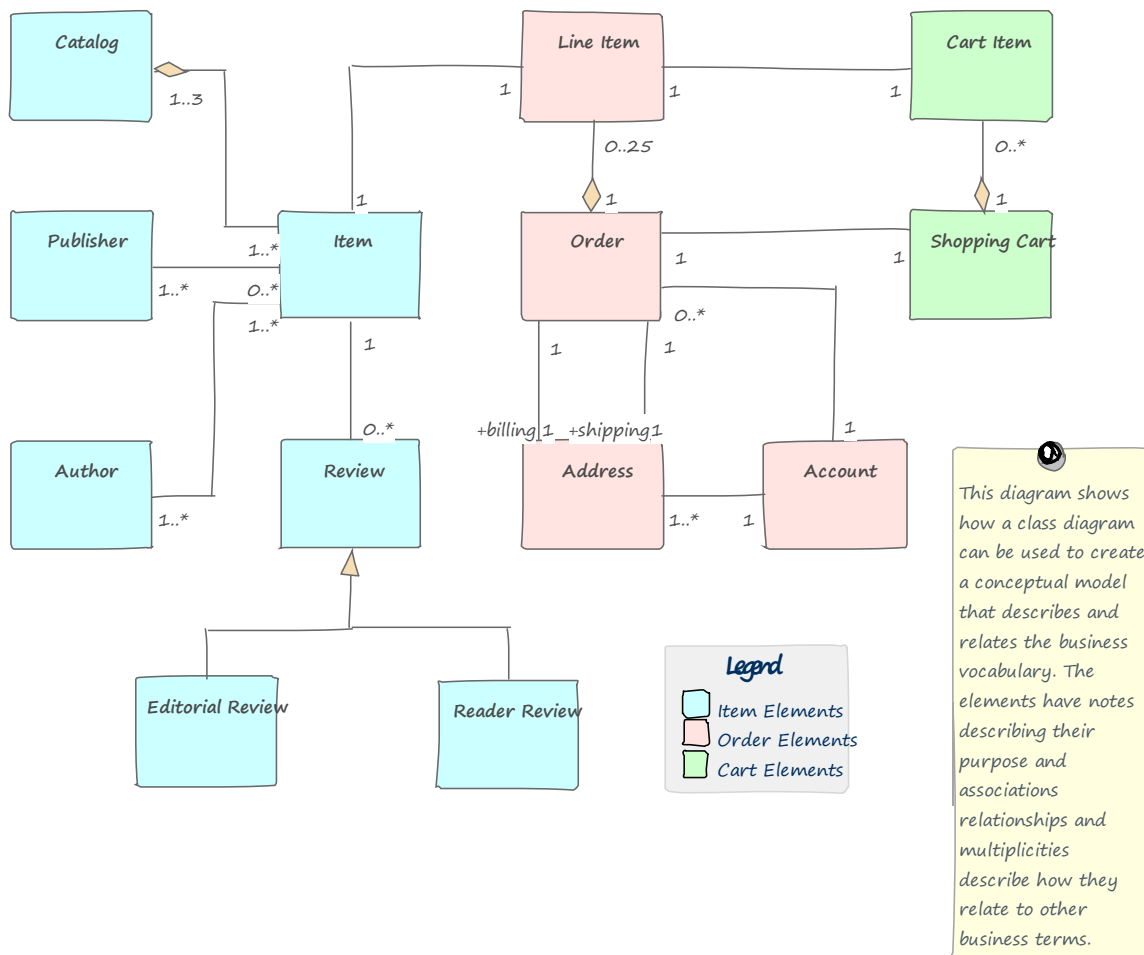 Catalog
Line Item
Cart Item
1..3
1
1
1
0..25
0..*
1
1
1
Publisher
Item
Order
Shopping Cart
1..*
1
1
1..*
0..*
0..*
1..*
1
1
1
0..*
+billing 1
+shipping 1
1
Author
Review
Address
Account
1..*
1..*
1
This diagram shows
how a class diagram
can be used to create
a conceptual model
that describes and
relates the business
vocabulary. The
elements have notes
describing their
purpose and
associations
relationships and
multiplicities
describe how they
relate to other
business terms.
Editorial Review
Reader Review
Legend
Item Elements
Order Elements
Cart Elements